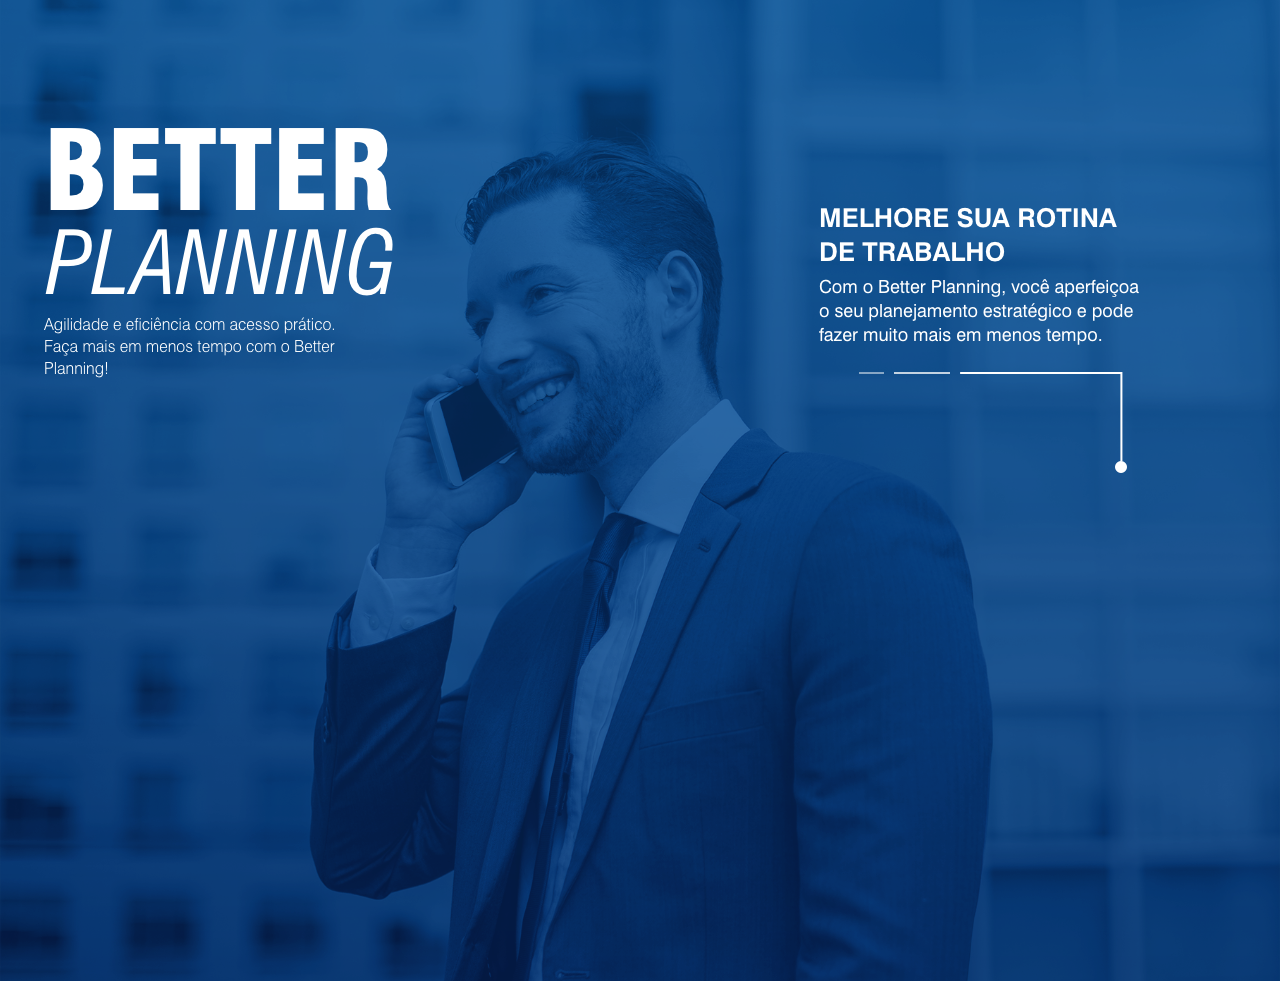 BETTER
PLANNING
Agilidade e eficiência com acesso prático.
Faça mais em menos tempo com o Better
Planning!
MELHORE SUA ROTINA
DE TRABALHO
Com o Better Planning, você aperfeiçoa
o seu planejamento estratégico e pode
fazer muito mais em menos tempo.